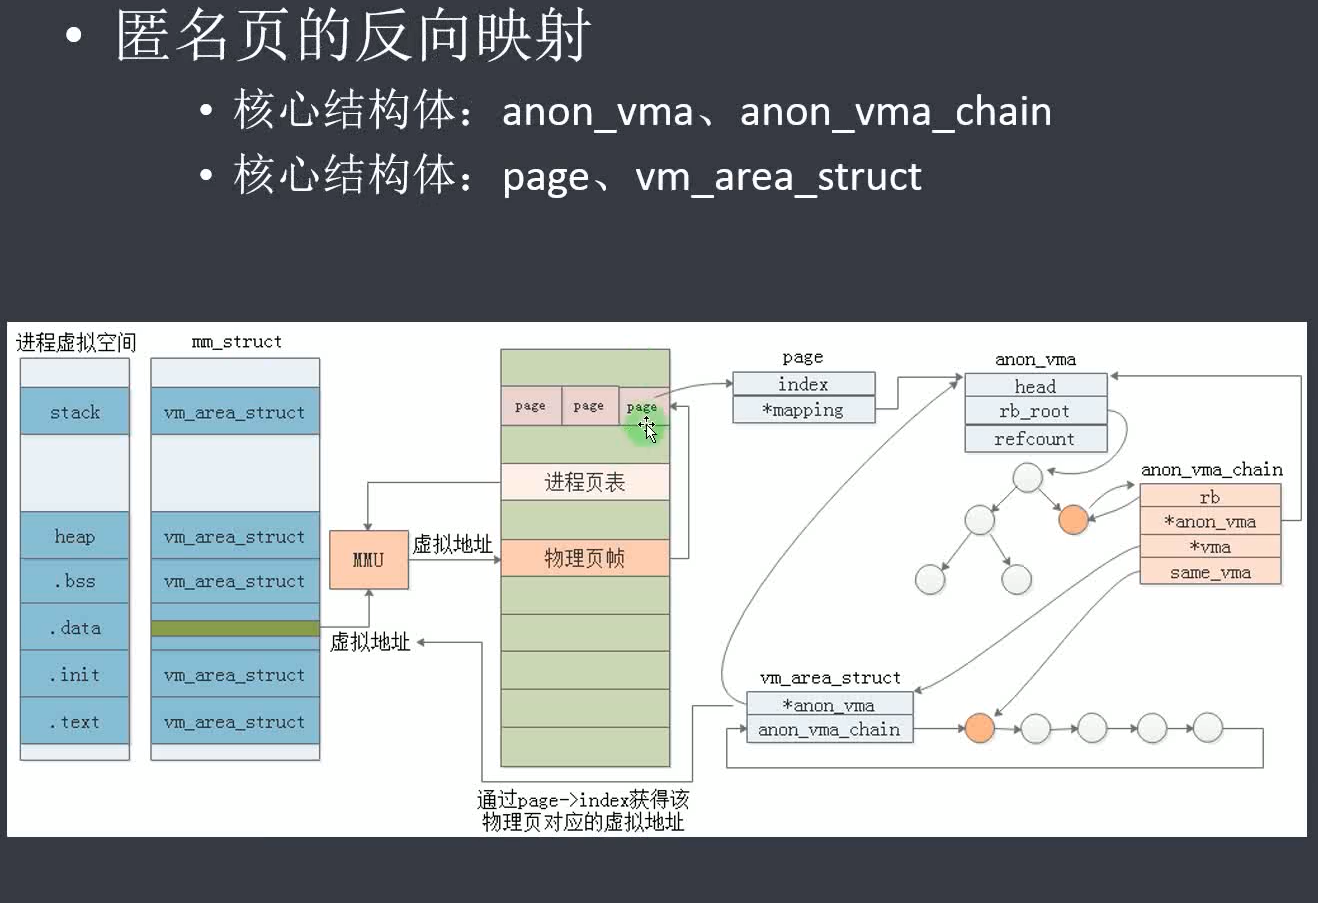 • 匿名页的反向映射
• 核心结构体：anon_vma、anon_vma_chain
• 核心结构体：page、vm_area_struct
进程虚拟空间
stack
heap
.bss
.data
.init
.text
mm_struct
vm_area_struct
vm_area_struct
vm_area_struct
vm_area_struct
vm_area_struct
MMU
虚拟地址
虚拟地址
page
page
page
进程页表
物理页帧
通过page->index获得该
物理页对应的虚拟地址
page
index
*mapping
anon_vma
head
rb_root
refcount
anon_vma_chain
rb
*anon_vma
*vma
same_vma
vm_area_struct
*anon_vma
anon_vma_chain